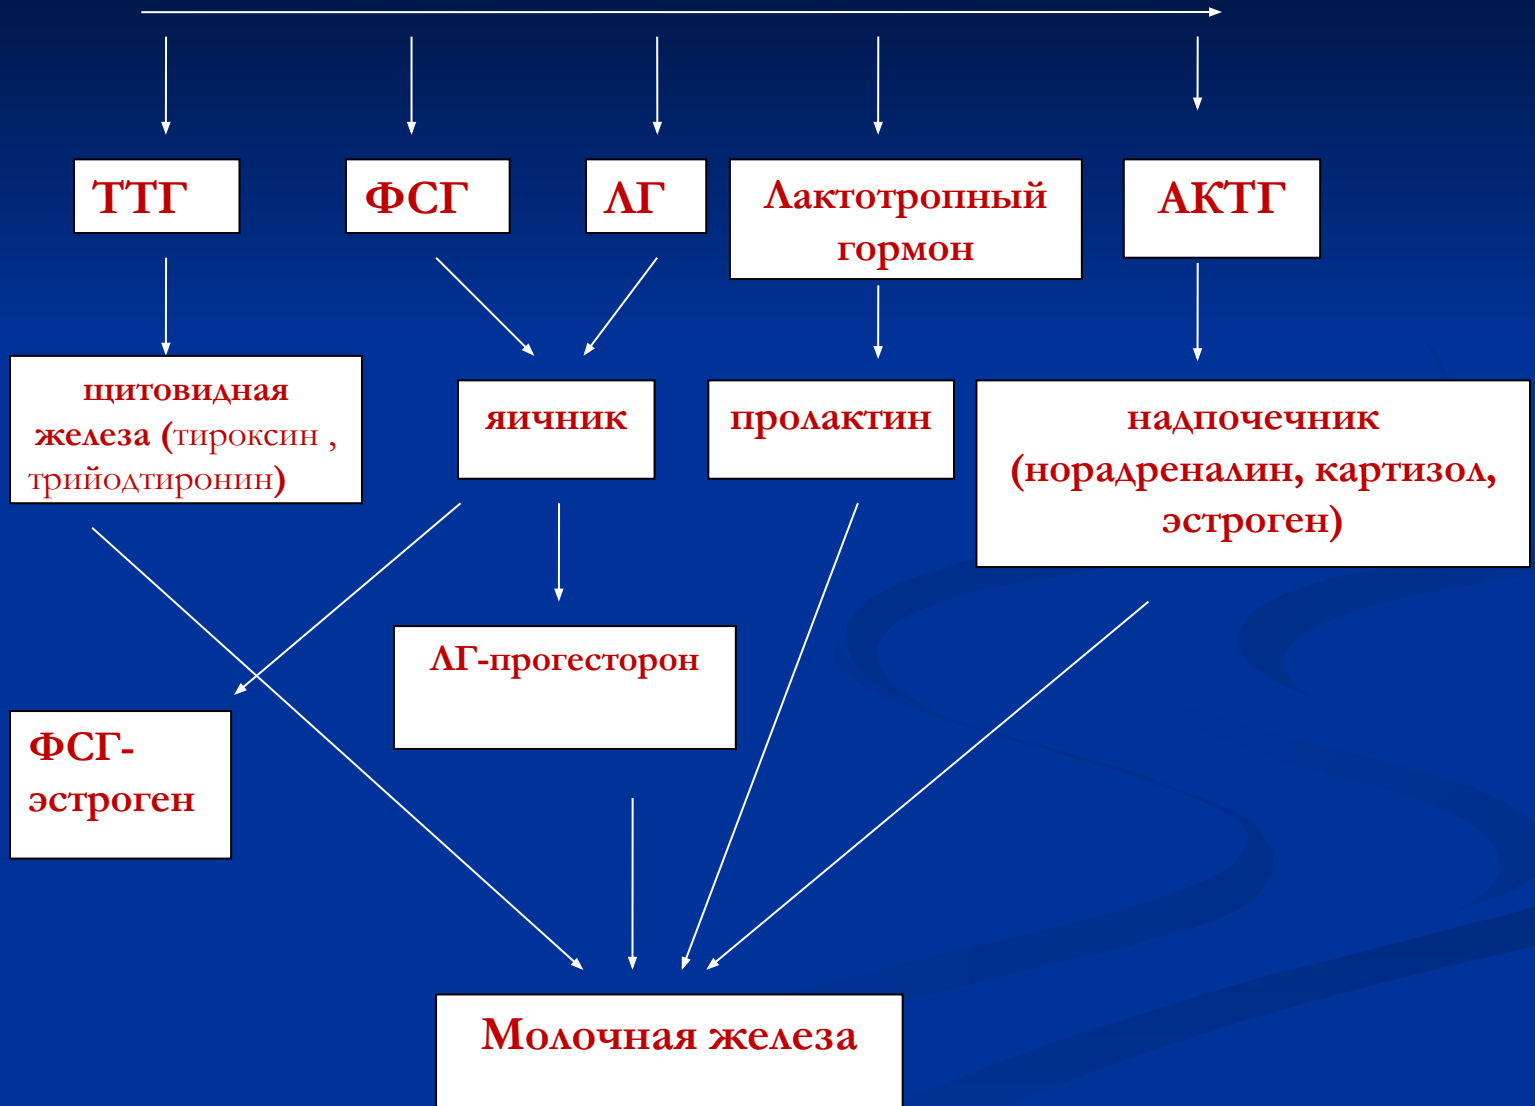 ТТГ
ФСГ
ЛГ
Лактотропный
гормон
АКТГ
щитовидная
железа (тироксин ,
трийодтиронин)
яичник
пролактин
надпочечник
(норадреналин, картизол,
эстроген)
ЛГ-прогесторон
ФСГ-
эстроген
Молочная железа